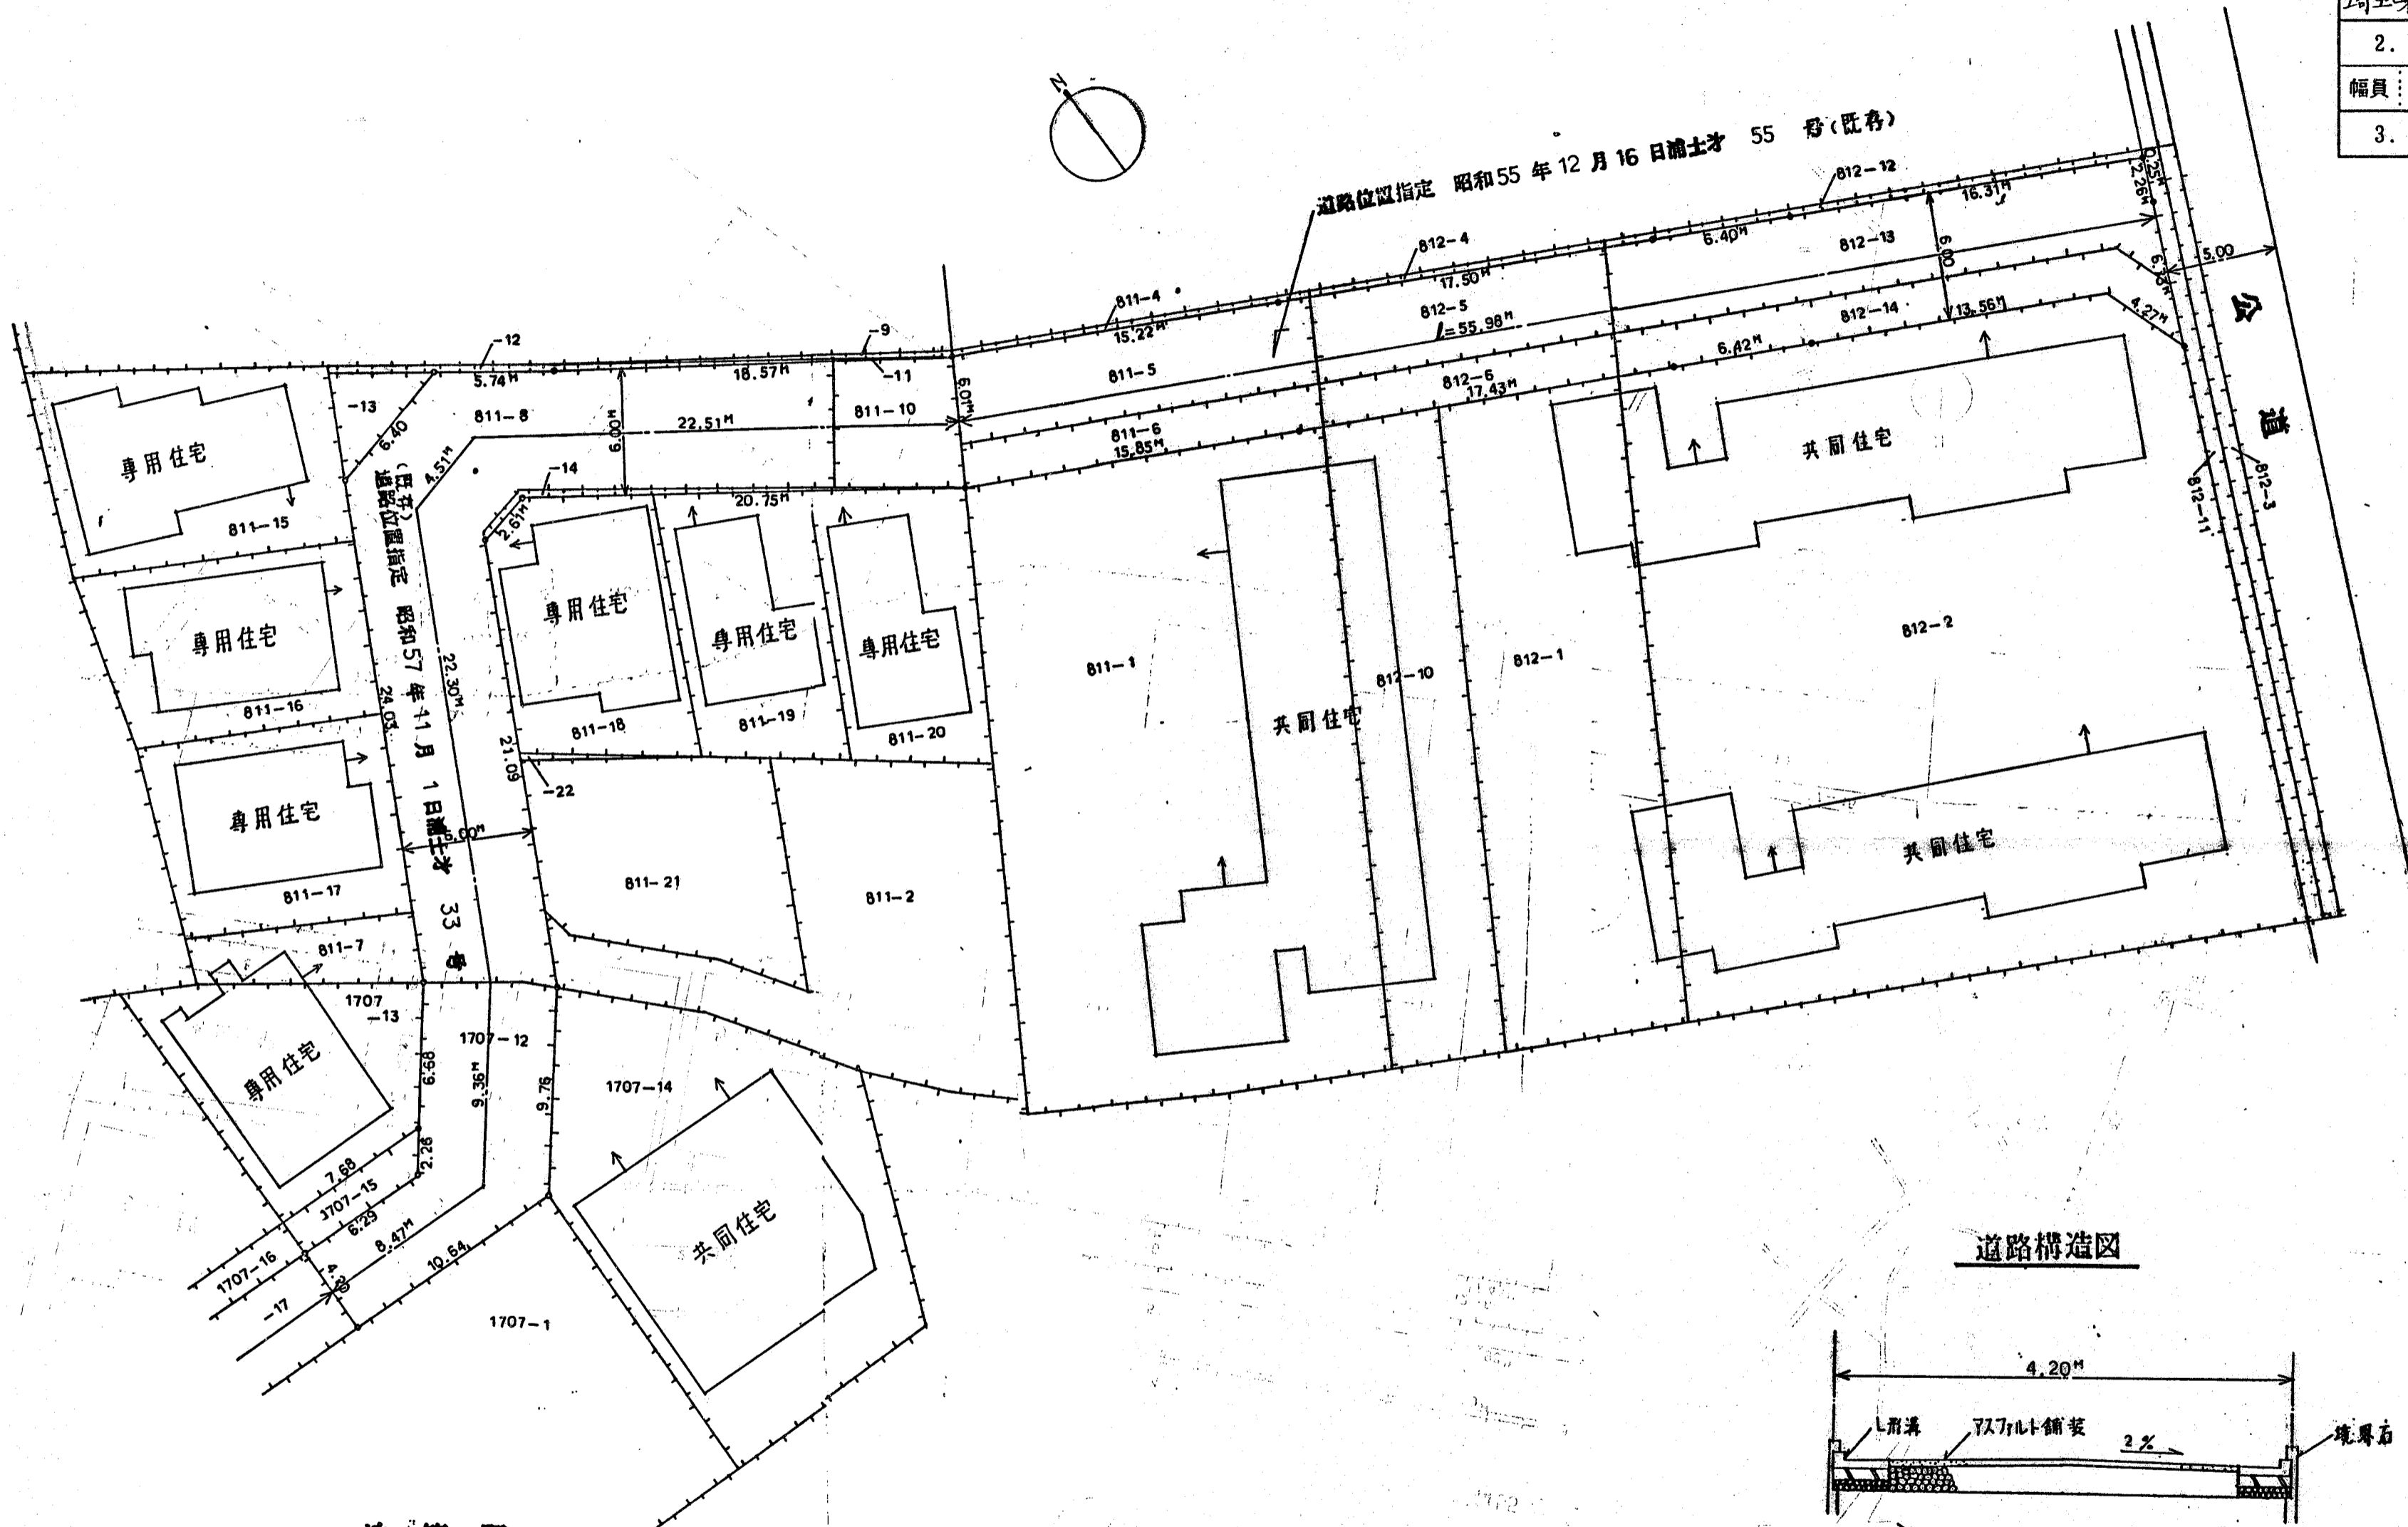 2.
幅員
3.
N
道路位置指定 昭和55年12月16日浦土才 55 号(既存)
812-12
16.31M
0.25M
2.26M
812-4
17.50M
6.40M
812-13
6.00
5.00
811-4
15.22M
812-5
l=55.98M
812-14
13.56M
4.27M
公道
-12
5.74M
18.57M
-9
-11
6.01M
811-5
812-6
6.42M
17.43M
-13
6.40
811-8
4.51M
6.00M
22.51M
811-10
811-6
15.85M
-14
2.61M
20.75M
専用住宅
811-15
(既存)
道路位置指定 昭和57年11月 1日浦土才 33 号
専用住宅
811-16
24.03
22.30M
専用住宅
811-18
専用住宅
811-19
専用住宅
811-20
21.09
-22
811-1
共同住宅
812-10
812-1
共同住宅
812-2
812-11
812-3
共同住宅
専用住宅
811-17
6.00M
811-21
811-2
811-7
1707
-13
専用住宅
1707-12
6.68
9.36M
9.76
2.26
1707-14
共同住宅
7.68
1707-15
6.29
1707-16
8.47M
4.20
10.64
-17
1707-1
道路構造図
4.20M
L形溝
アスファルト舗装
2%
境界石